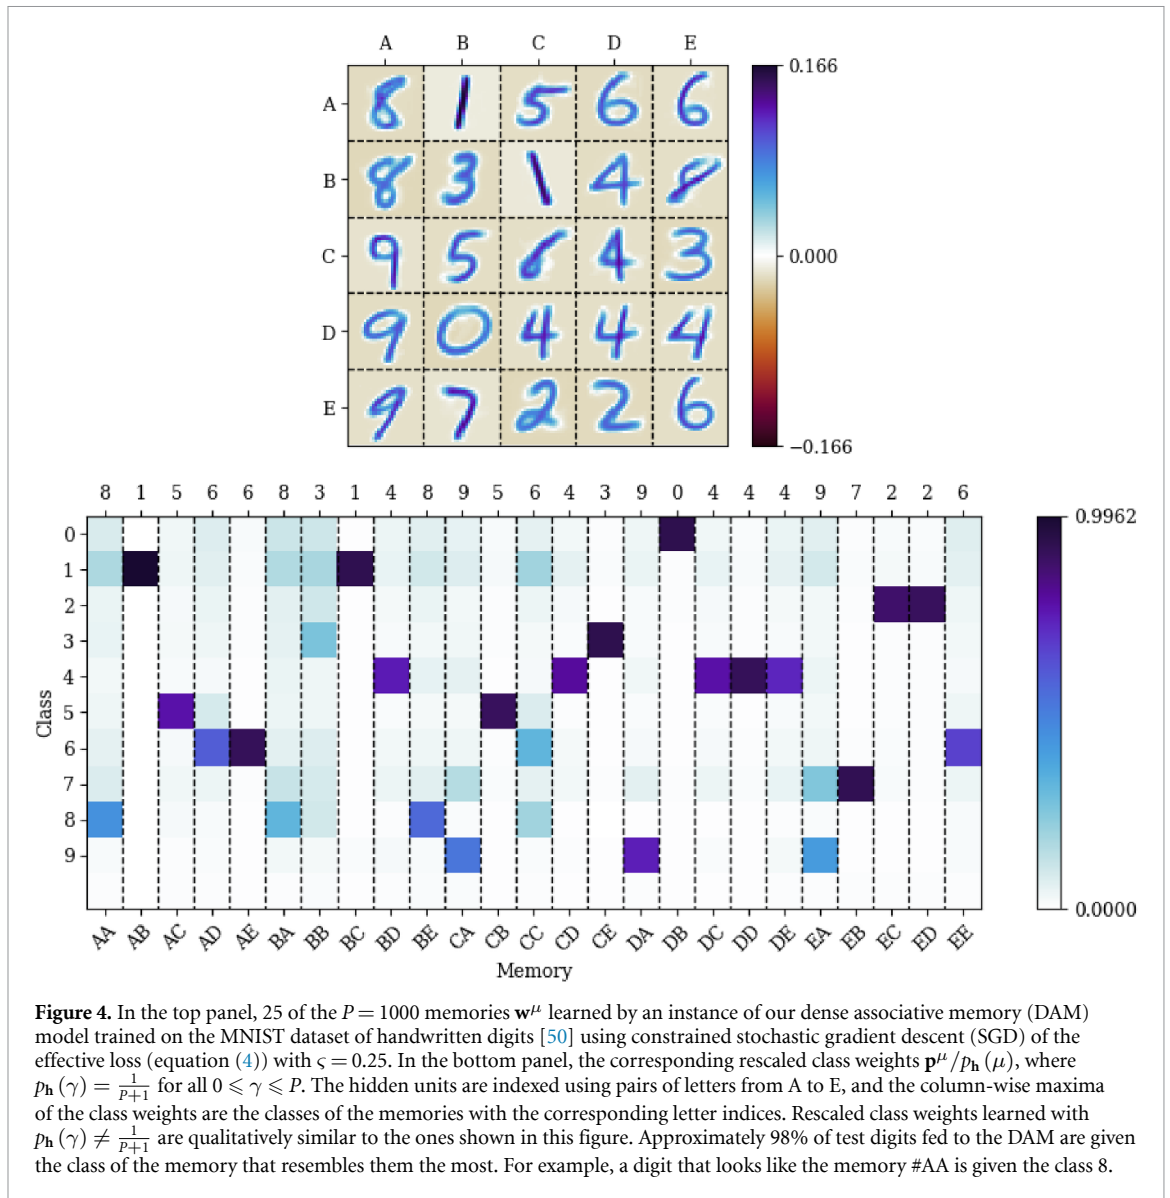 A B C D E
0.166
A
B
C
0.000
D
E
−0.166
8 1 5 6 6 8 3 1 4 8 9 5 6 4 3 9 0 4 4 4 9 7 2 2 6
0.9962
0
1
2
3
4
Class
5
6
7
8
9
0.0000
AA AB AC AD AE BA BB BC BD BE CA CB CC CD CE DA DB DC DD DE EA EB EC ED EE
Memory
Figure 4. In the top panel, 25 of the P = 1000 memories w^μ learned by an instance of our dense associative memory (DAM)
model trained on the MNIST dataset of handwritten digits [50] using constrained stochastic gradient descent (SGD) of the
effective loss (equation (4)) with ς = 0.25. In the bottom panel, the corresponding rescaled class weights p^μ/p_h (μ), where
p_h (γ) = 1/(P+1) for all 0 ⩽ γ ⩽ P. The hidden units are indexed using pairs of letters from A to E, and the column-wise maxima
of the class weights are the classes of the memories with the corresponding letter indices. Rescaled class weights learned with
p_h (γ) ≠ 1/(P+1) are qualitatively similar to the ones shown in this figure. Approximately 98% of test digits fed to the DAM are given
the class of the memory that resembles them the most. For example, a digit that looks like the memory #AA is given the class 8.